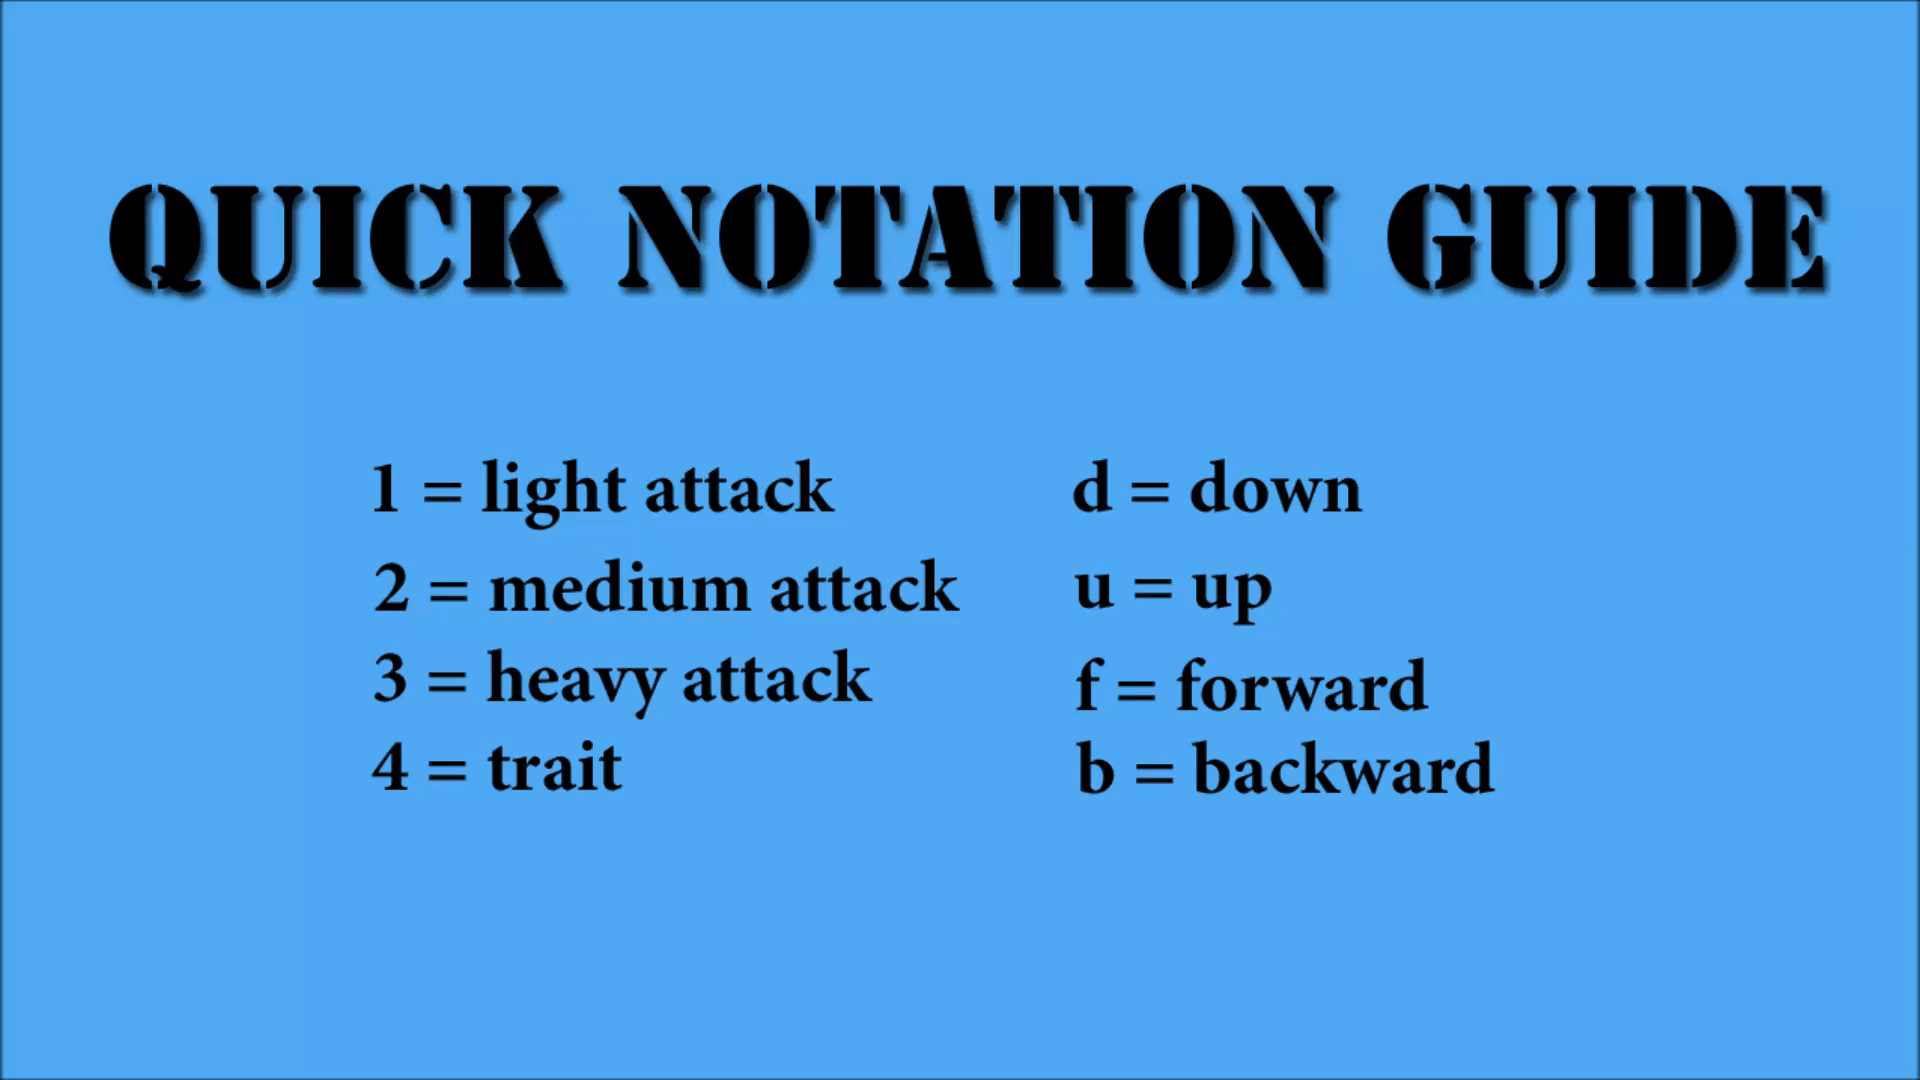 QUICK NOTATION GUIDE
1 = light attack
2 = medium attack
3 = heavy attack
4 = trait
d = down
u = up
f = forward
b = backward